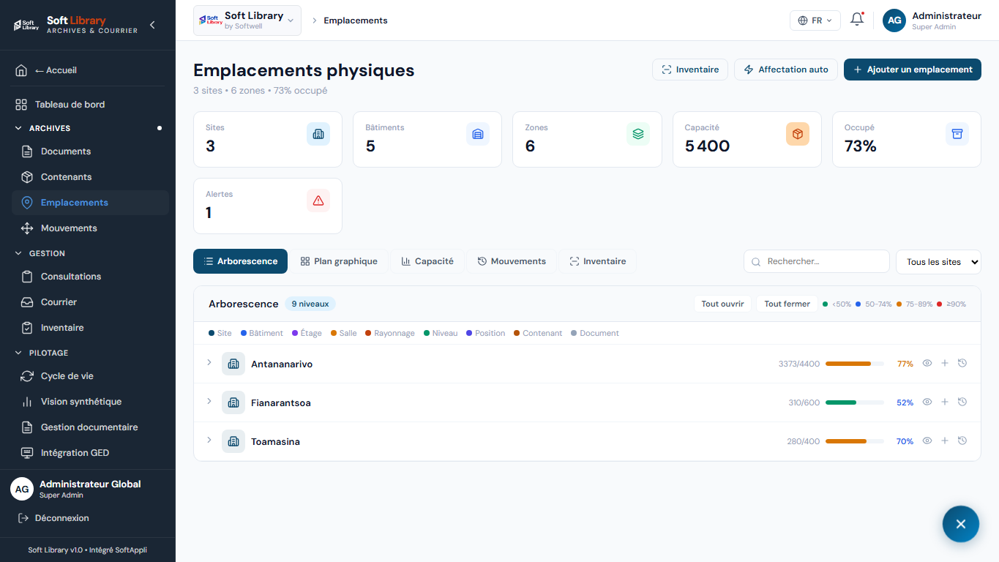 Soft Library
Soft Library
ARCHIVES & COURRIER
← Accueil
Tableau de bord
ARCHIVES
Documents
Contenants
Emplacements
Mouvements
GESTION
Consultations
Courrier
Inventaire
PILOTAGE
Cycle de vie
Vision synthétique
Gestion documentaire
Intégration GED
AG
Administrateur Global
Super Admin
Déconnexion
Soft Library v1.0 • Intégré SoftAppli
Soft Library
Soft Library
by Softwell
Emplacements
FR
AG
Administrateur
Super Admin
Emplacements physiques
3 sites • 6 zones • 73% occupé
Inventaire
Affectation auto
Ajouter un emplacement
Sites
3
Bâtiments
5
Zones
6
Capacité
5 400
Occupé
73%
Alertes
1
Arborescence
Plan graphique
Capacité
Mouvements
Inventaire
Rechercher...
Tous les sites
Arborescence
9 niveaux
Tout ouvrir
Tout fermer
<50%
50-74%
75-89%
≥90%
Site
Bâtiment
Étage
Salle
Rayonnage
Niveau
Position
Contenant
Document
Antananarivo
3373/4400
77%
Fianarantsoa
310/600
52%
Toamasina
280/400
70%